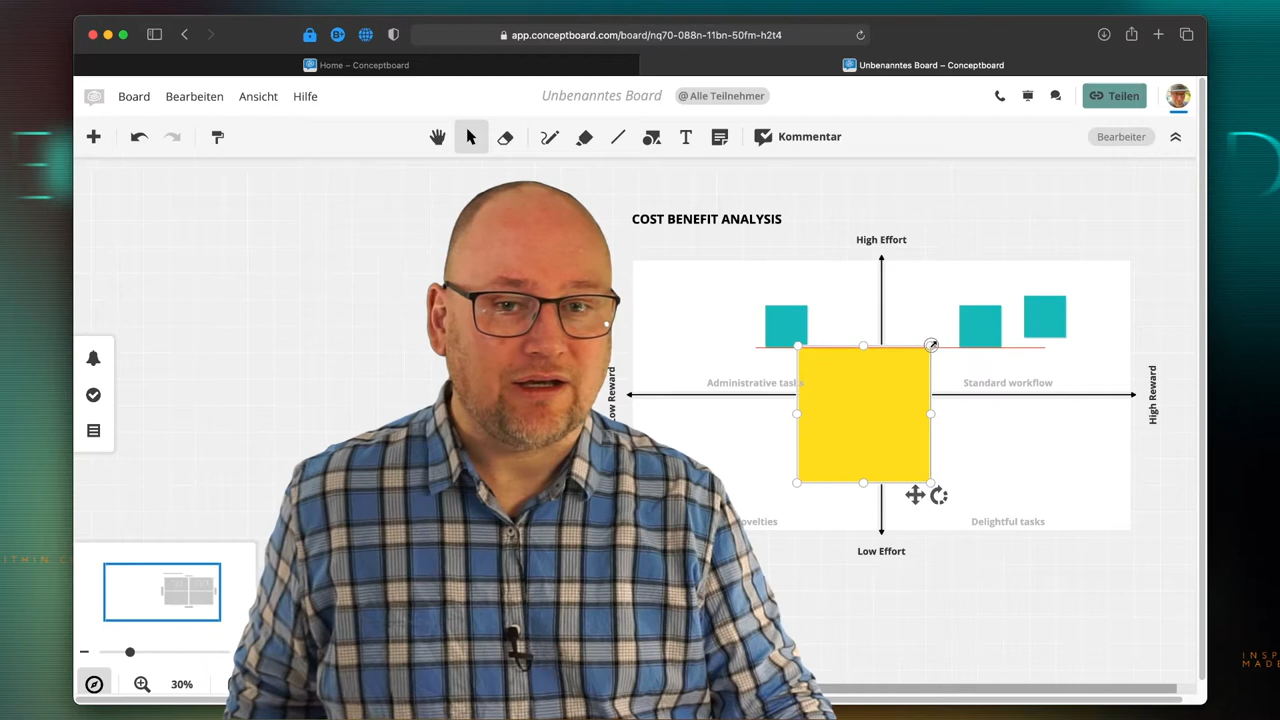 app.conceptboard.com/board/nq70-088n-11bn-50fm-h2t4
Home – Conceptboard
Unbenanntes Board – Conceptboard
Board Bearbeiten Ansicht Hilfe
Unbenanntes Board
@ Alle Teilnehmer
Teilen
T
Kommentar
Bearbeiter
COST BENEFIT ANALYSIS
High Effort
Administrative tasks
Standard workflow
Low Reward
High Reward
Delightful tasks
Low Effort
30%